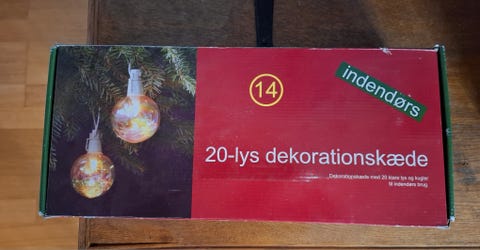 14
indendørs
20-lys dekorationskæde
Dekorationskæde med 20 klare lys og kugler
til indendørs brug